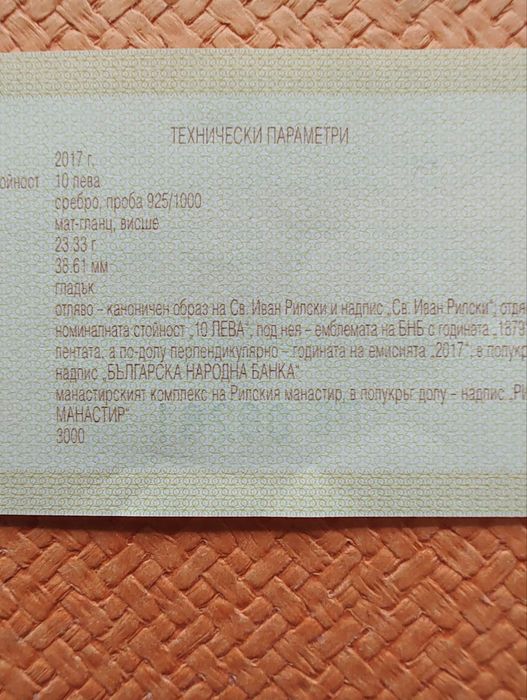 ТЕХНИЧЕСКИ ПАРАМЕТРИ
2017 г.
ойност 10 лева
сребро, проба 925/1000
мат-гланц, висше
23.33 г
38.61 мм
гладък
отляво – каноничен образ на Св. Иван Рилски и надпис „Св. Иван Рилски“; отдя
номиналната стойност „10 ЛЕВА“, под нея – емблемата на БНБ с годината „1879
лентата, а по-долу перпендикулярно – годината на емисията „2017“; в полукр
надпис „БЪЛГАРСКА НАРОДНА БАНКА“
манастирският комплекс на Рилския манастир, в полукръг долу – надпис „РИ
МАНАСТИР“
3000